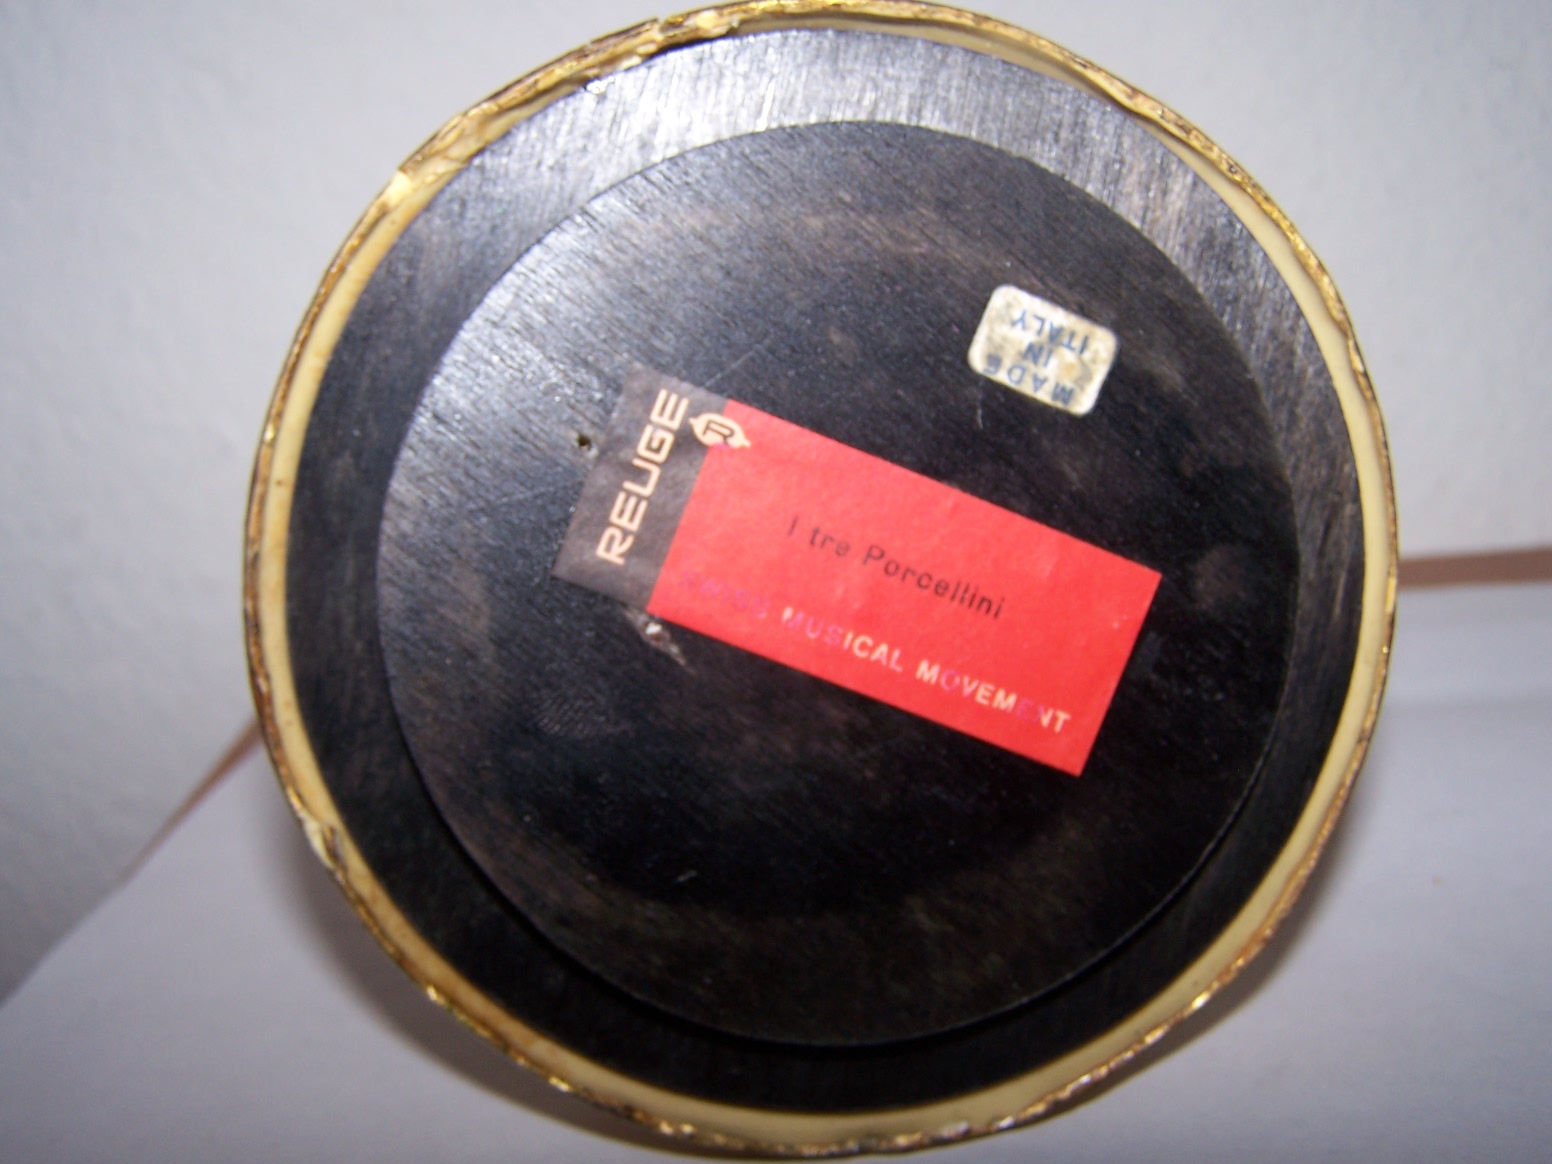 REUGE
R
I tre Porcellini
SWISS MUSICAL MOVEMENT
MADE
IN
ITALY